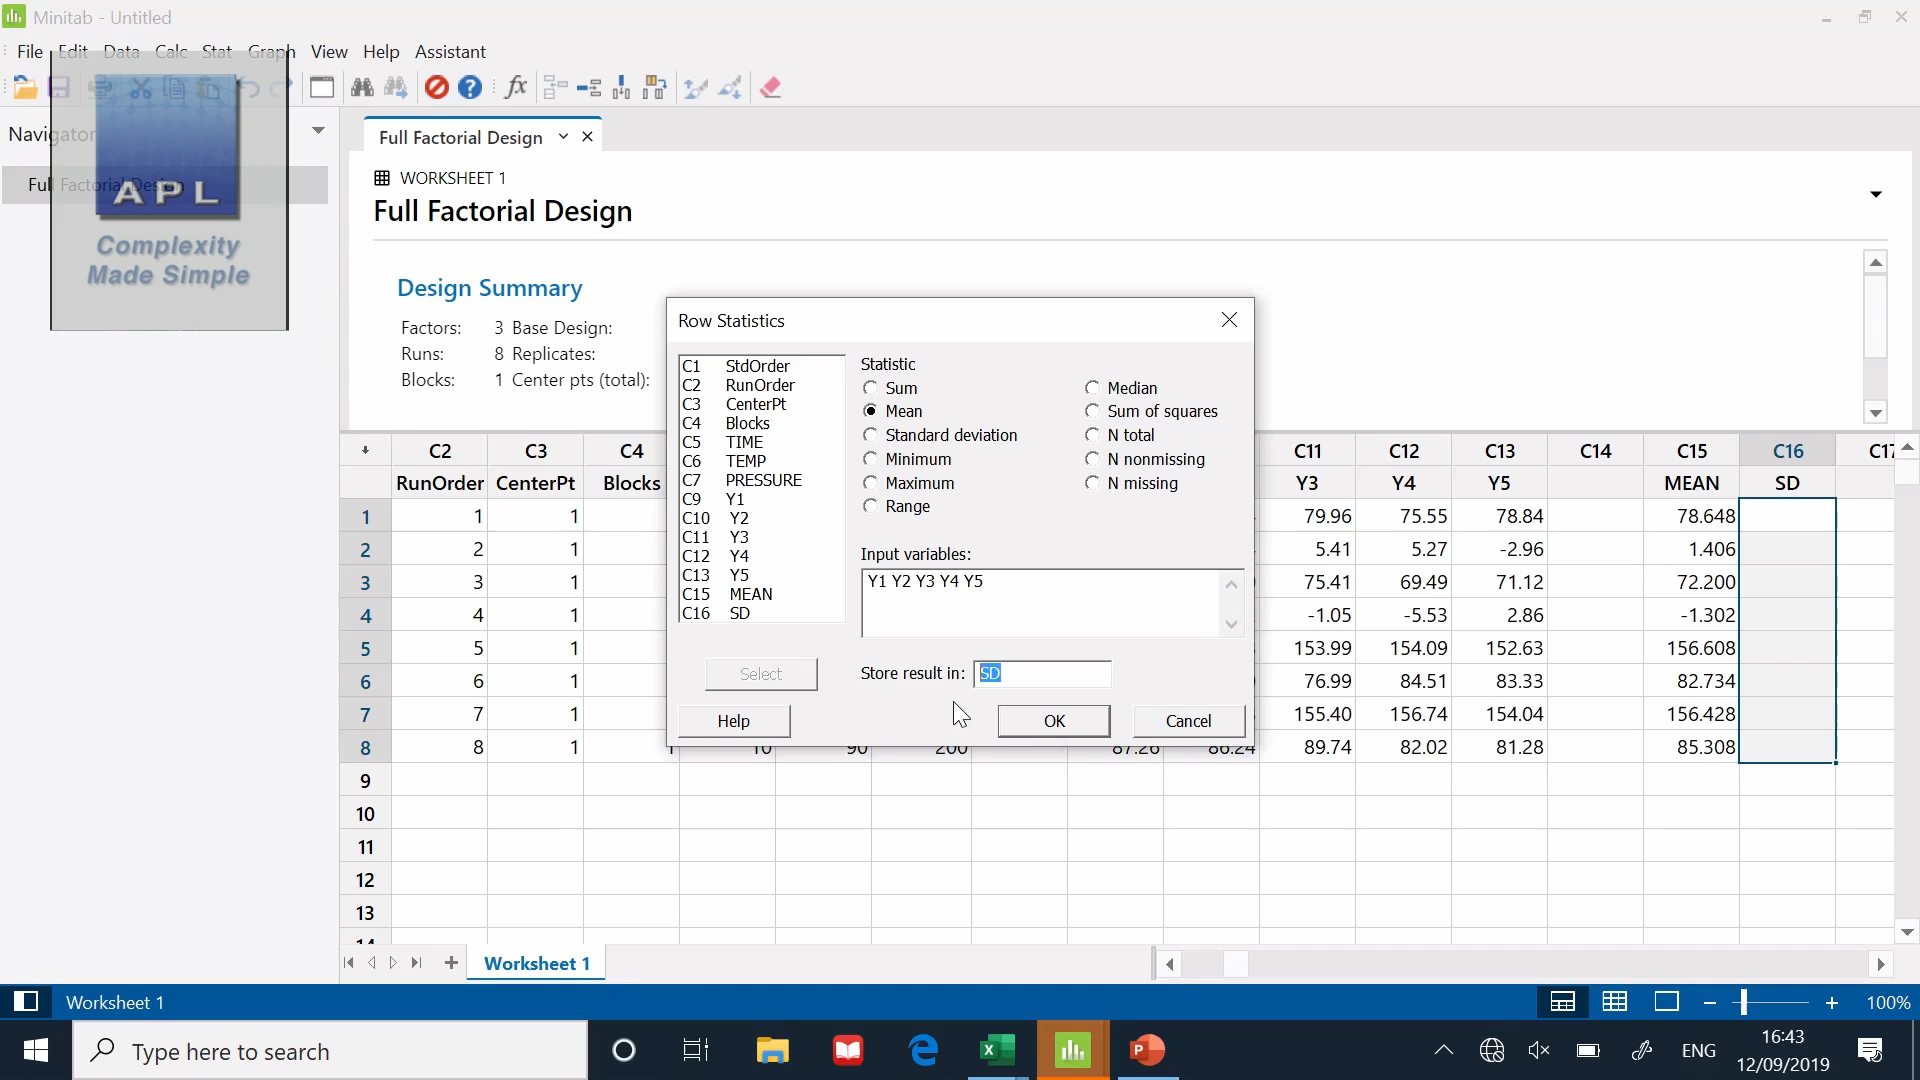 Minitab - Untitled
File Edit Data Calc Stat Graph View Help Assistant
Navigator
Full Factorial Design
APL
Complexity
Made Simple
Full Factorial Design
WORKSHEET 1
Full Factorial Design
Design Summary
Factors: 3 Base Design:
Runs: 8 Replicates:
Blocks: 1 Center pts (total):
Row Statistics
C1 StdOrder
C2 RunOrder
C3 CenterPt
C4 Blocks
C5 TIME
C6 TEMP
C7 PRESSURE
C9 Y1
C10 Y2
C11 Y3
C12 Y4
C13 Y5
C15 MEAN
C16 SD
Statistic
Sum Median
Mean Sum of squares
Standard deviation N total
Minimum N nonmissing
Maximum N missing
Range
Input variables:
Y1 Y2 Y3 Y4 Y5
Select
Store result in: SD
Help OK Cancel
C2 C3 C4 C11 C12 C13 C14 C15 C16 C17
RunOrder CenterPt Blocks Y3 Y4 Y5 MEAN SD
1 1 1 79.96 75.55 78.84 78.648
2 2 1 5.41 5.27 -2.96 1.406
3 3 1 75.41 69.49 71.12 72.200
4 4 1 -1.05 -5.53 2.86 -1.302
5 5 1 153.99 154.09 152.63 156.608
6 6 1 76.99 84.51 83.33 82.734
7 7 1 155.40 156.74 154.04 156.428
8 8 1 1 10 90 200 87.26 86.24 89.74 82.02 81.28 85.308
9
10
11
12
13
14
Worksheet 1
Worksheet 1
100%
Type here to search
ENG
16:43
12/09/2019